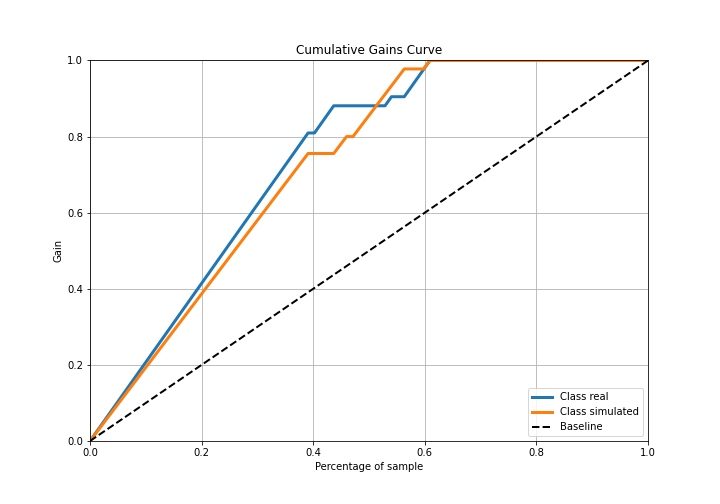 Cumulative Gains Curve
1.0
0.8
0.6
0.4
0.2
0.0
Gain
0.0 0.2 0.4 0.6 0.8 1.0
Percentage of sample
Class real
Class simulated
Baseline